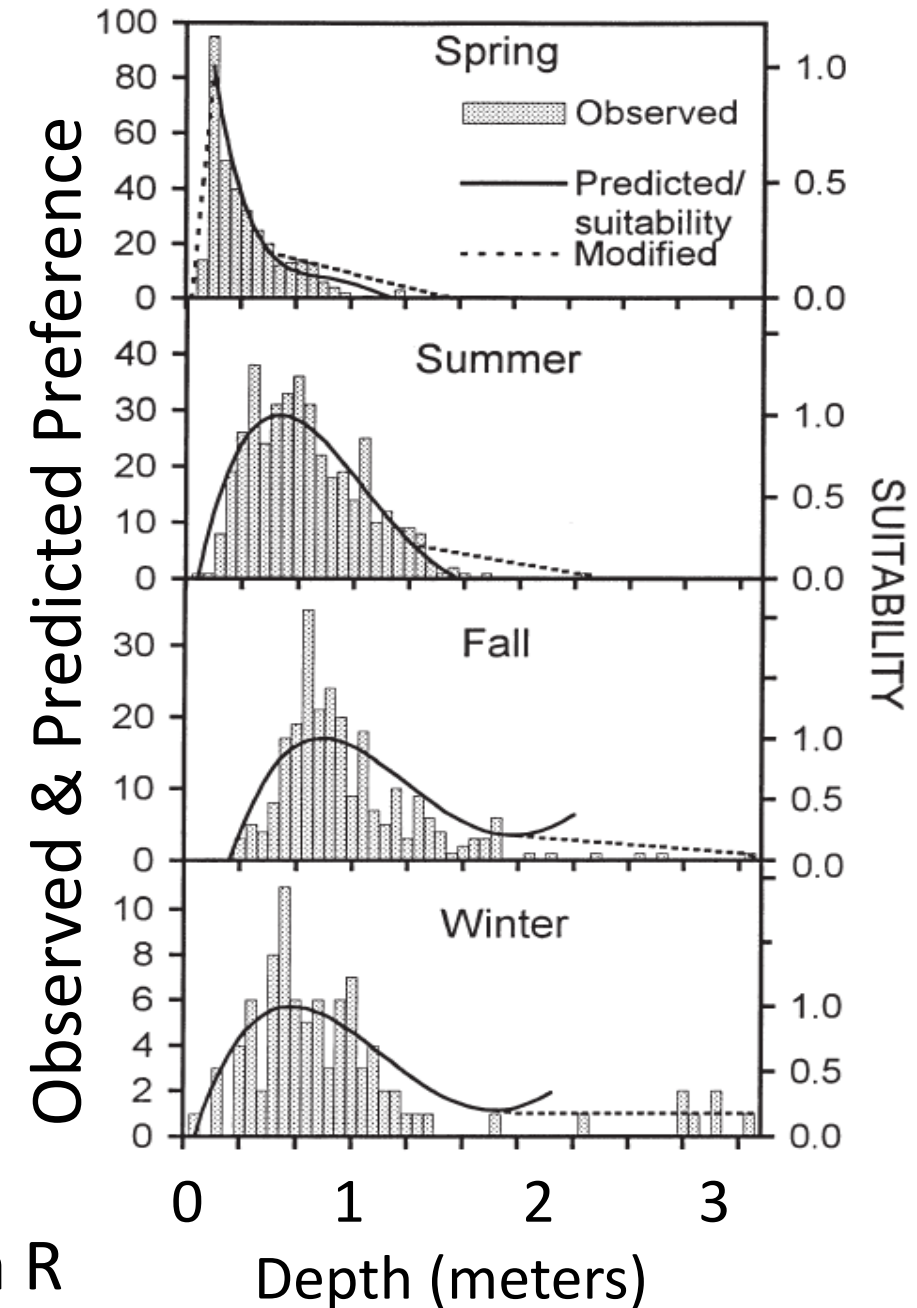 Observed & Predicted Preference
100
80
60
40
20
0
Spring
Observed
Predicted/
suitability
Modified
1.0
0.5
0.0
40
30
20
10
0
Summer
1.0
0.5
0.0
SUITABILITY
30
20
10
0
Fall
1.0
0.5
0.0
10
8
6
4
2
0
Winter
1.0
0.5
0.0
0 1 2 3
R
Depth (meters)